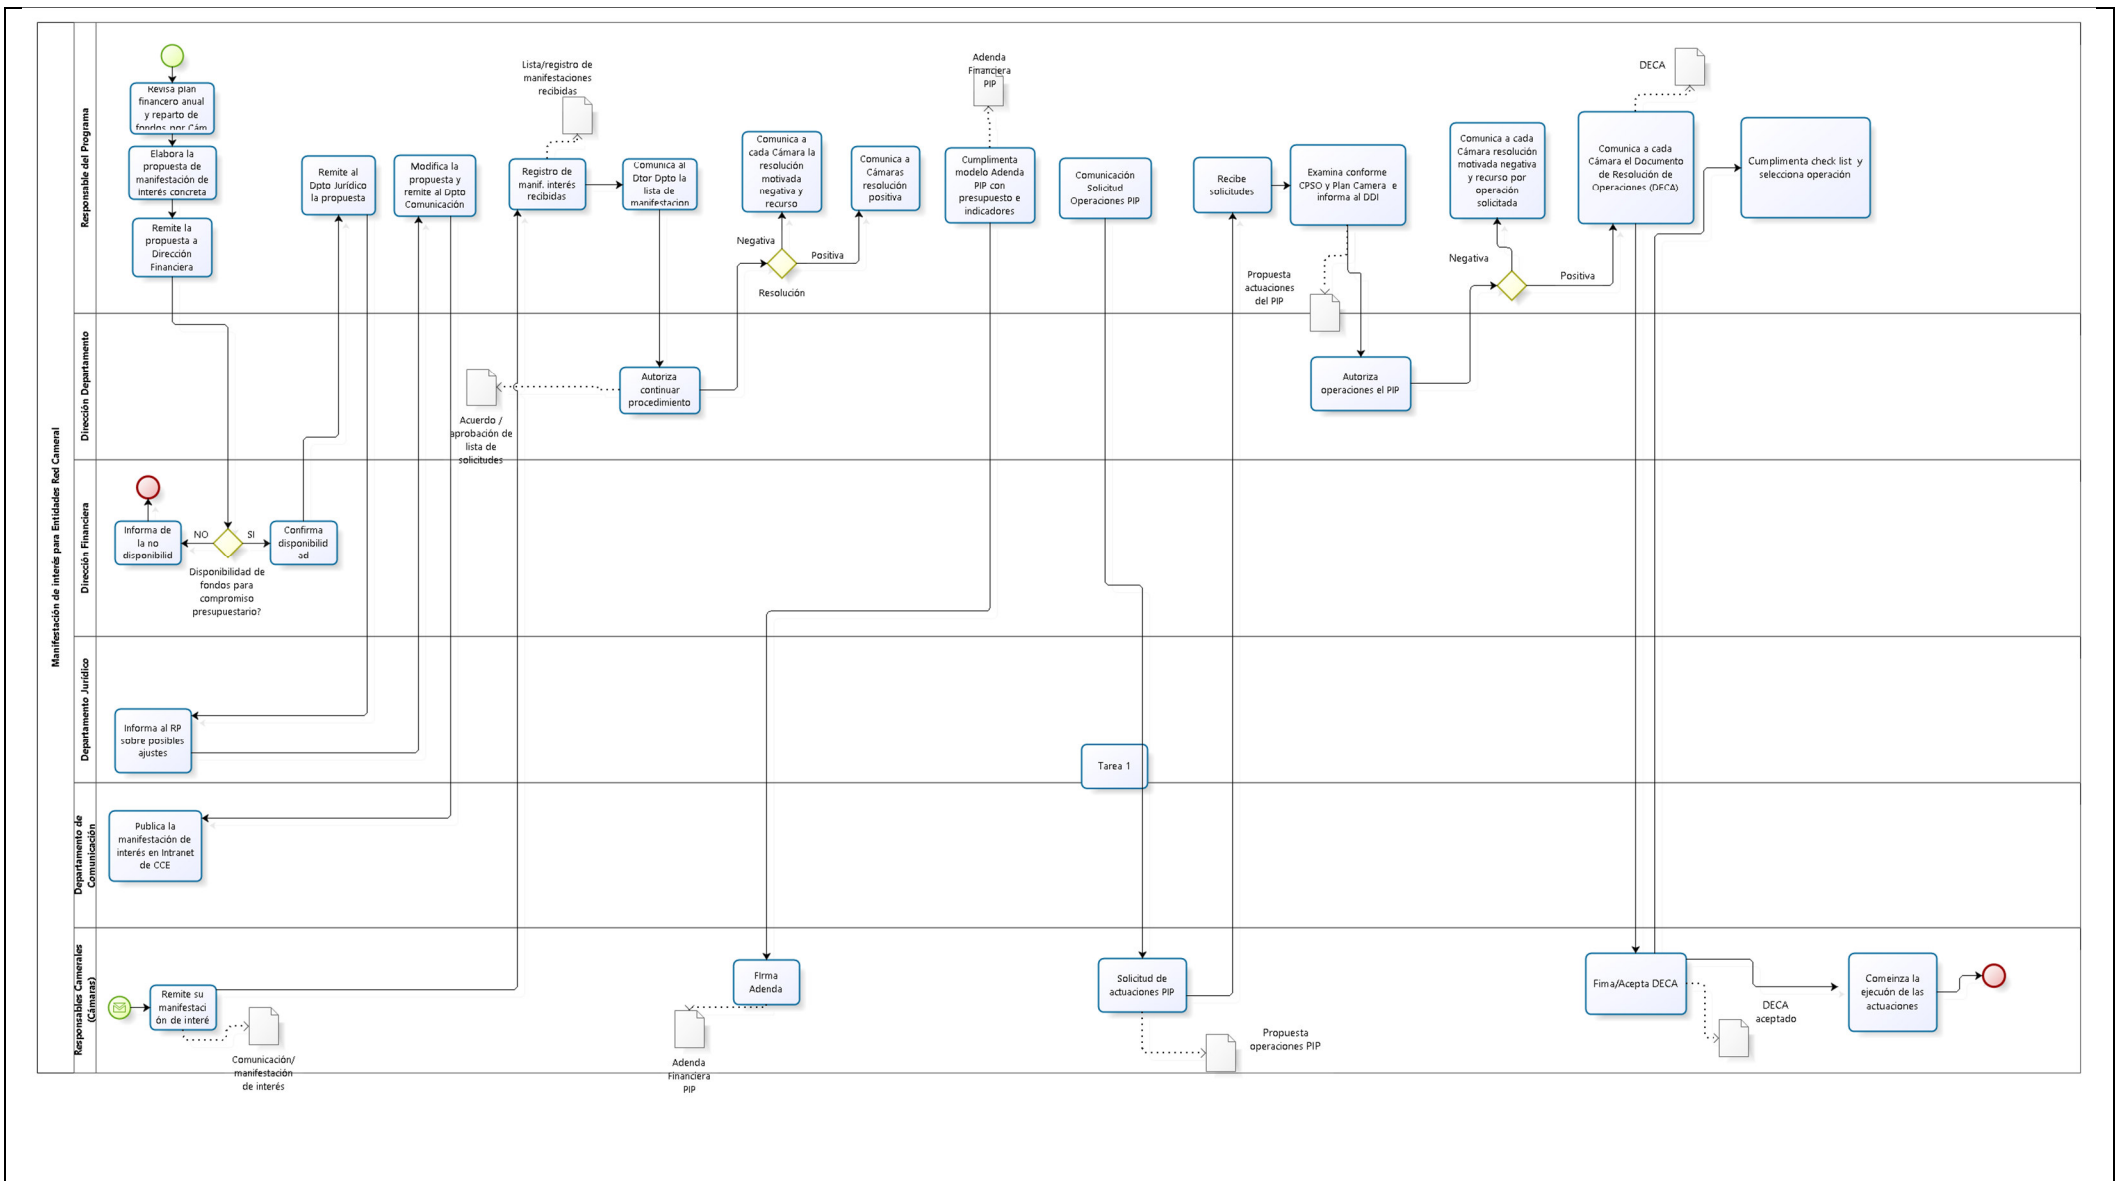 Manifestación de interés para Entidades Red Cameral
Responsable del Programa
Revisa plan
financero anual
y reparto de
fondos por Cám
Elabora la
propuesta de
manifestación de
interés concreta
Remite la
propuesta a
Dirección
Financiera
Remite al
Dpto Jurídico
la propuesta
Modifica la
propuesta y
remite al Dpto
Comunicación
Lista/registro de
manifestaciones
recibidas
Registro de
manif. interés
recibidas
Comunica al
Dtor Dpto la
lista de
manifestacion
Comunica a
cada Cámara la
resolución
motivada
negativa y
recurso
Comunica a
Cámaras
resolución
positiva
Negativa
Positiva
Resolución
Adenda
Financiera
PIP
Cumplimenta
modelo Adenda
PIP con
presupuesto e
indicadores
Comunicación
Solicitud
Operaciones PIP
Recibe
solicitudes
Examina conforme
CPSO y Plan Camera e
informa al DDI
Propuesta
actuaciones
del PIP
Comunica a cada
Cámara resolución
motivada negativa
y recurso por
operación
solicitada
Negativa
Positiva
DECA
Comunica a cada
Cámara el Documento
de Resolución de
Operaciones (DECA)
Cumplimenta check list y
selecciona operación
Dirección Departamento
Acuerdo /
aprobación de
lista de
solicitudes
Autoriza
continuar
procedimiento
Autoriza
operaciones el PIP
Dirección Financiera
Informa de
la no
disponibilid
NO
SI
Confirma
disponibilid
ad
Disponibilidad de
fondos para
compromiso
presupuestario?
Departamento Jurídico
Informa al RP
sobre posibles
ajustes
Tarea 1
Departamento de
Comunicación
Publica la
manifestación de
interés en Intranet
de CCE
Responsables Camerales
(Cámaras)
Remite su
manifestaci
ón de interé
Comunicación/
manifestación
de interés
Firma
Adenda
Adenda
Financiera
PIP
Solicitud de
actuaciones PIP
Propuesta
operaciones PIP
Fima/Acepta DECA
DECA
aceptado
Comeinza la
ejecuón de las
actuaciones